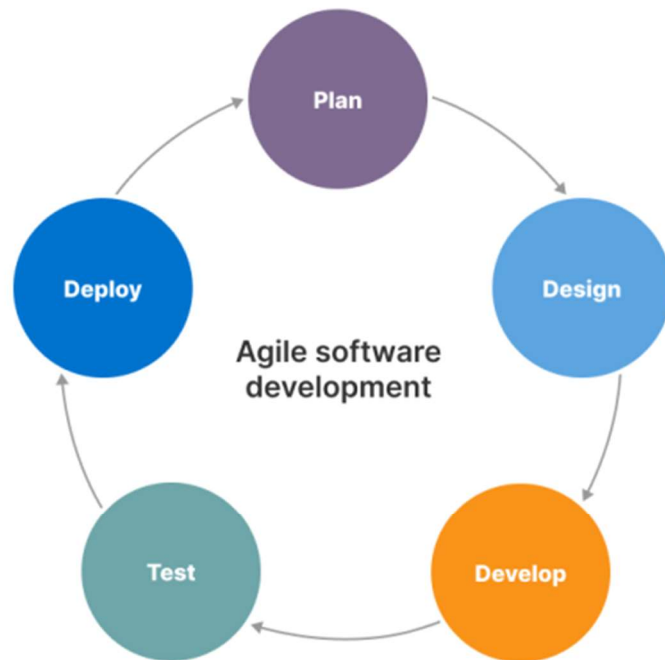 Plan
Design
Develop
Test
Deploy
Agile software
development